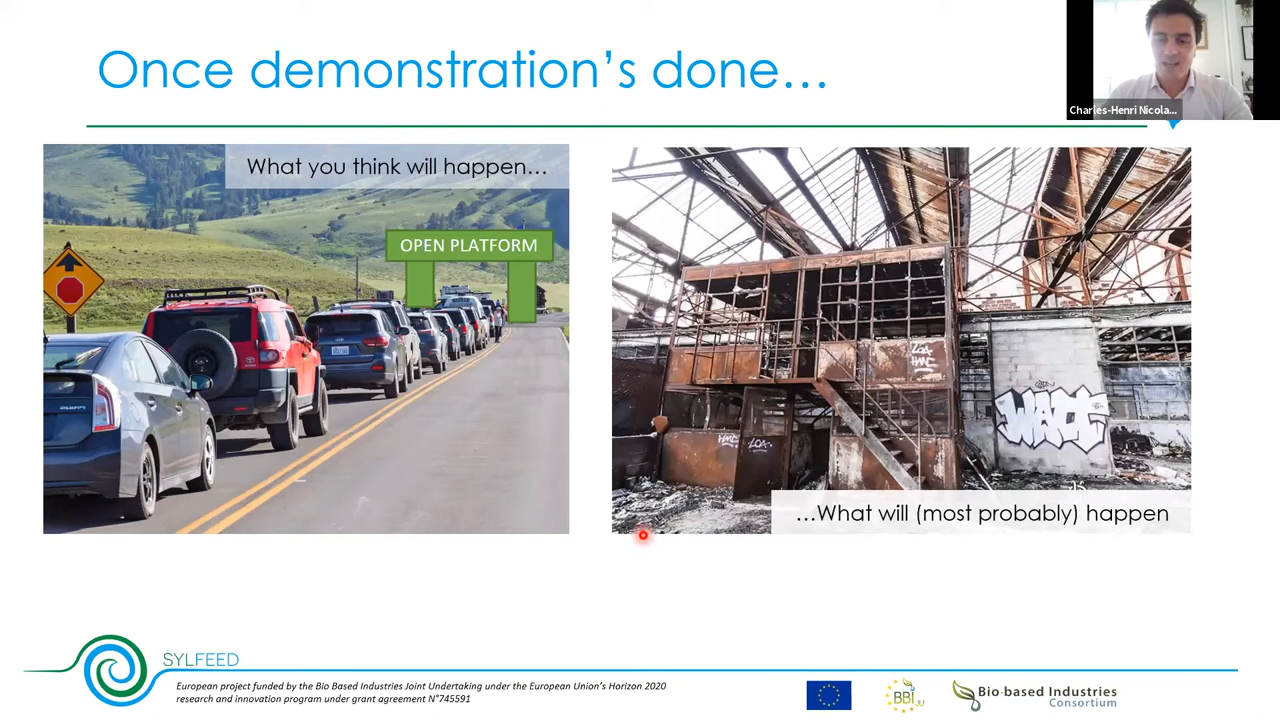 Once demonstration’s done…
Charles-Henri Nicola...
What you think will happen…
OPEN PLATFORM
…What will (most probably) happen
SYLFEED
European project funded by the Bio Based Industries Joint Undertaking under the European Union’s Horizon 2020
research and innovation program under grant agreement N°745591
BBI JU
Bio-based Industries
Consortium